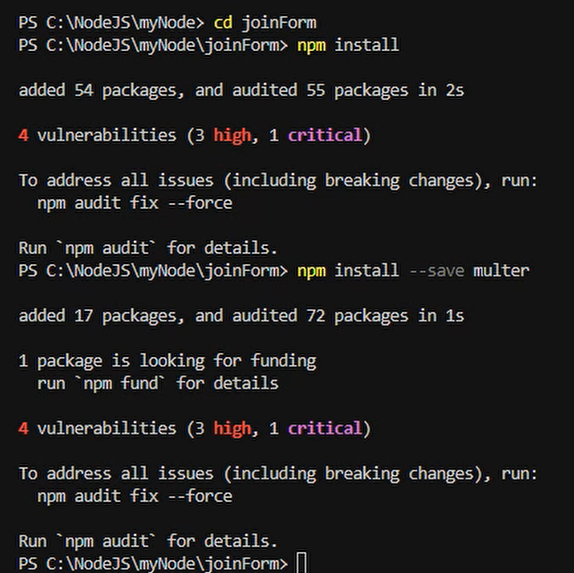 PS C:\NodeJS\myNode> cd joinForm
PS C:\NodeJS\myNode\joinForm> npm install
added 54 packages, and audited 55 packages in 2s
4 vulnerabilities (3 high, 1 critical)
To address all issues (including breaking changes), run:
  npm audit fix --force
Run `npm audit` for details.
PS C:\NodeJS\myNode\joinForm> npm install --save multer
added 17 packages, and audited 72 packages in 1s
1 package is looking for funding
  run `npm fund` for details
4 vulnerabilities (3 high, 1 critical)
To address all issues (including breaking changes), run:
  npm audit fix --force
Run `npm audit` for details.
PS C:\NodeJS\myNode\joinForm>